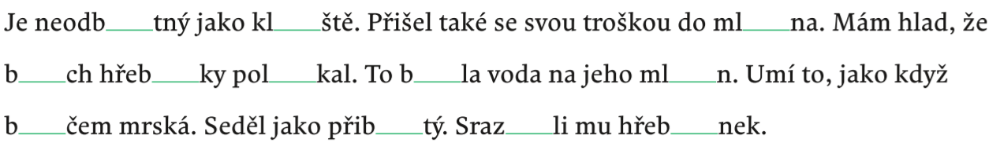 Je neodb____tný jako kl____ště. Přišel také se svou troškou do ml____na. Mám hlad, že
b____ch hřeb____ky pol____kal. To b____la voda na jeho ml____n. Umí to, jako když
b____čem mrská. Seděl jako přib____tý. Sraz____li mu hřeb____nek.